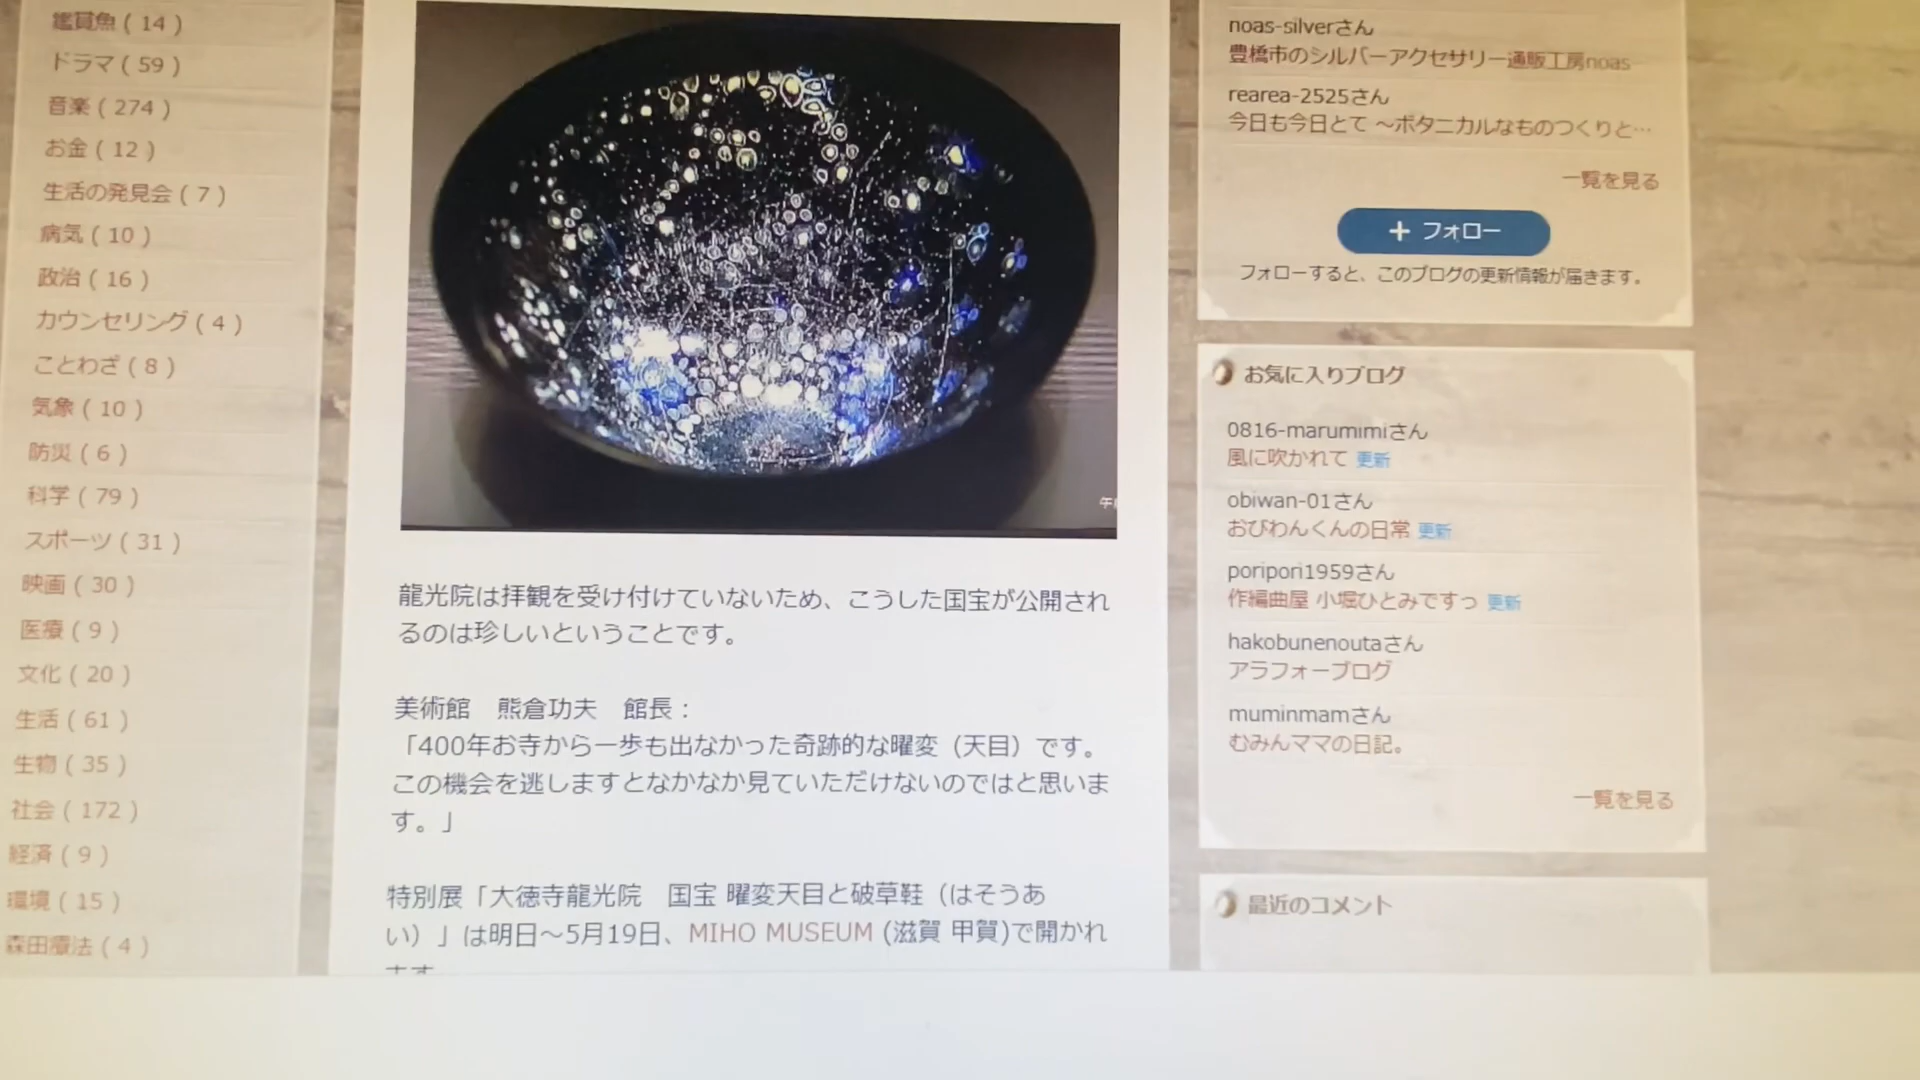 鑑賞魚 ( 14 )
ドラマ ( 59 )
音楽 ( 274 )
お金 ( 12 )
生活の発見会 ( 7 )
病気 ( 10 )
政治 ( 16 )
カウンセリング ( 4 )
ことわざ ( 8 )
気象 ( 10 )
防災 ( 6 )
科学 ( 79 )
スポーツ ( 31 )
映画 ( 30 )
医療 ( 9 )
文化 ( 20 )
生活 ( 61 )
生物 ( 35 )
社会 ( 172 )
経済 ( 9 )
環境 ( 15 )
森田療法 ( 4 )
龍光院は拝観を受け付けていないため、こうした国宝が公開され
るのは珍しいということです。
美術館　熊倉功夫　館長：
「400年お寺から一歩も出なかった奇跡的な曜変（天目）です。
この機会を逃しますとなかなか見ていただけないのではと思いま
す。」
特別展「大徳寺龍光院　国宝 曜変天目と破草鞋（はそうあ
い）」は明日～5月19日、MIHO MUSEUM (滋賀 甲賀)で開かれ
noas-silverさん
豊橋市のシルバーアクセサリー通販工房noas
rearea-2525さん
今日も今日とて ～ボタニカルなものつくりと…
一覧を見る
＋ フォロー
フォローすると、このブログの更新情報が届きます。
お気に入りブログ
0816-marumimiさん
風に吹かれて 更新
obiwan-01さん
おびわんくんの日常 更新
poripori1959さん
作編曲屋 小堀ひとみですっ 更新
hakobunenoutaさん
アラフォーブログ
muminmamさん
むみんママの日記。
一覧を見る
最近のコメント